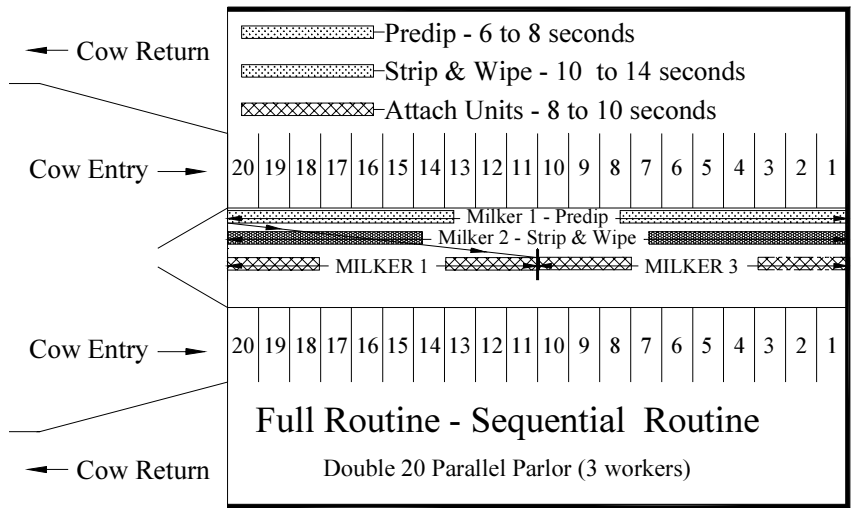 Cow Return
Predip - 6 to 8 seconds
Strip & Wipe - 10 to 14 seconds
Attach Units - 8 to 10 seconds
Cow Entry
20 19 18 17 16 15 14 13 12 11 10 9 8 7 6 5 4 3 2 1
Milker 1 - Predip
Milker 2 - Strip & Wipe
MILKER 1 MILKER 3
Cow Entry
20 19 18 17 16 15 14 13 12 11 10 9 8 7 6 5 4 3 2 1
Full Routine - Sequential Routine
Cow Return
Double 20 Parallel Parlor (3 workers)